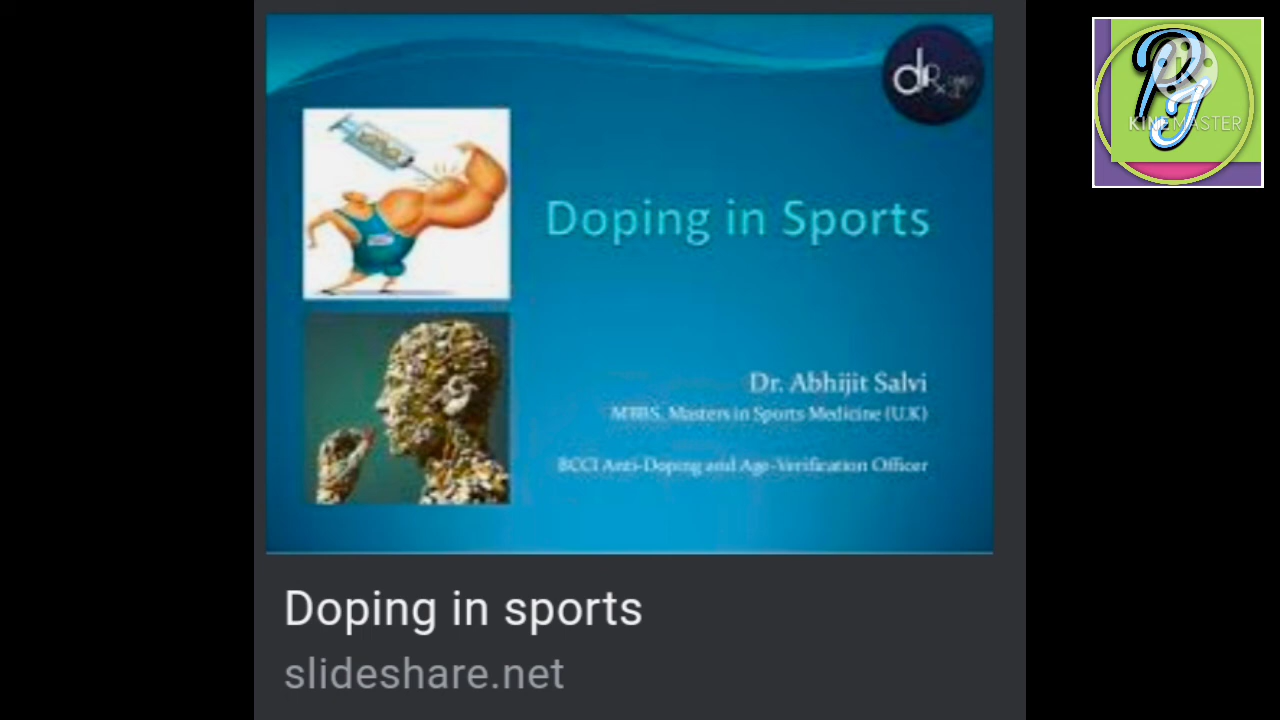 Doping in Sports
Dr. Abhijit Salvi
MBBS, Masters in Sports Medicine (U.K)
BCCI Anti-Doping and Age-Verification Officer
Doping in sports
slideshare.net
KINEMASTER